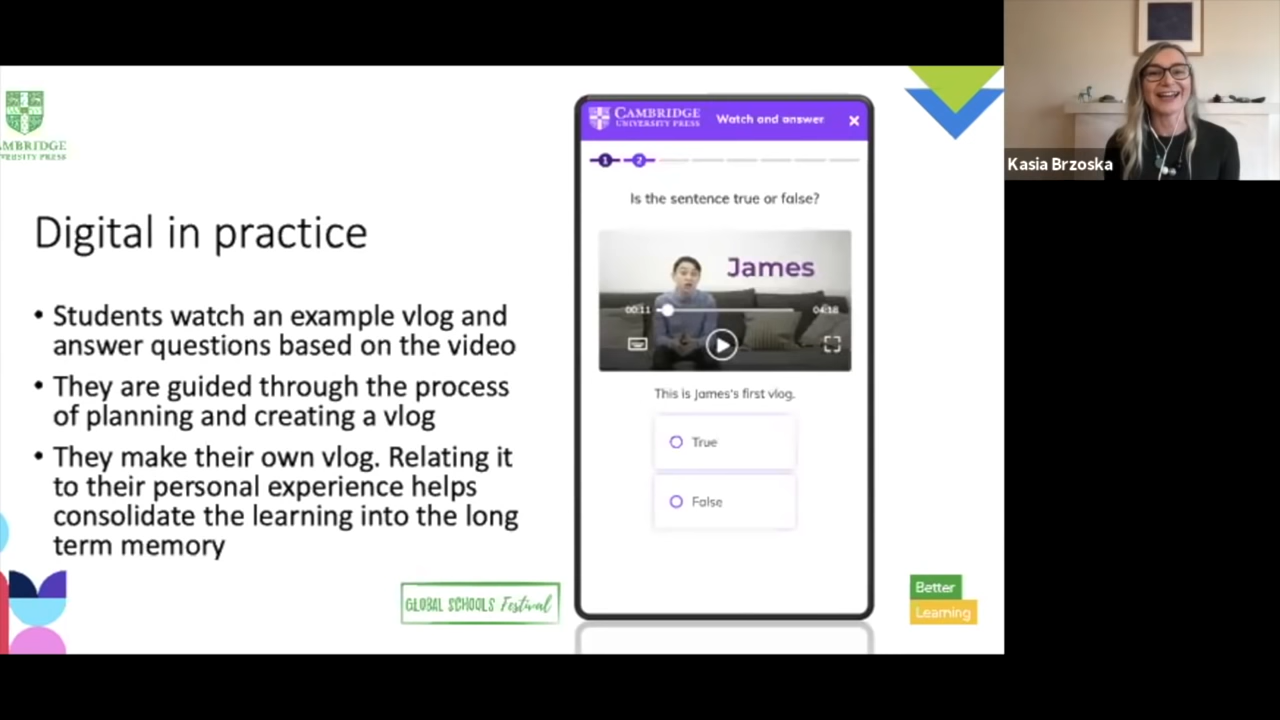 AMBRIDGE
VERSITY PRESS
Digital in practice
• Students watch an example vlog and
answer questions based on the video
• They are guided through the process
of planning and creating a vlog
• They make their own vlog. Relating it
to their personal experience helps
consolidate the learning into the long
term memory
GLOBAL SCHOOLS Festival
CAMBRIDGE
UNIVERSITY PRESS
Watch and answer
1 2
Is the sentence true or false?
James
00:11
04:18
This is James's first vlog.
True
False
Better
Learning
Kasia Brzoska